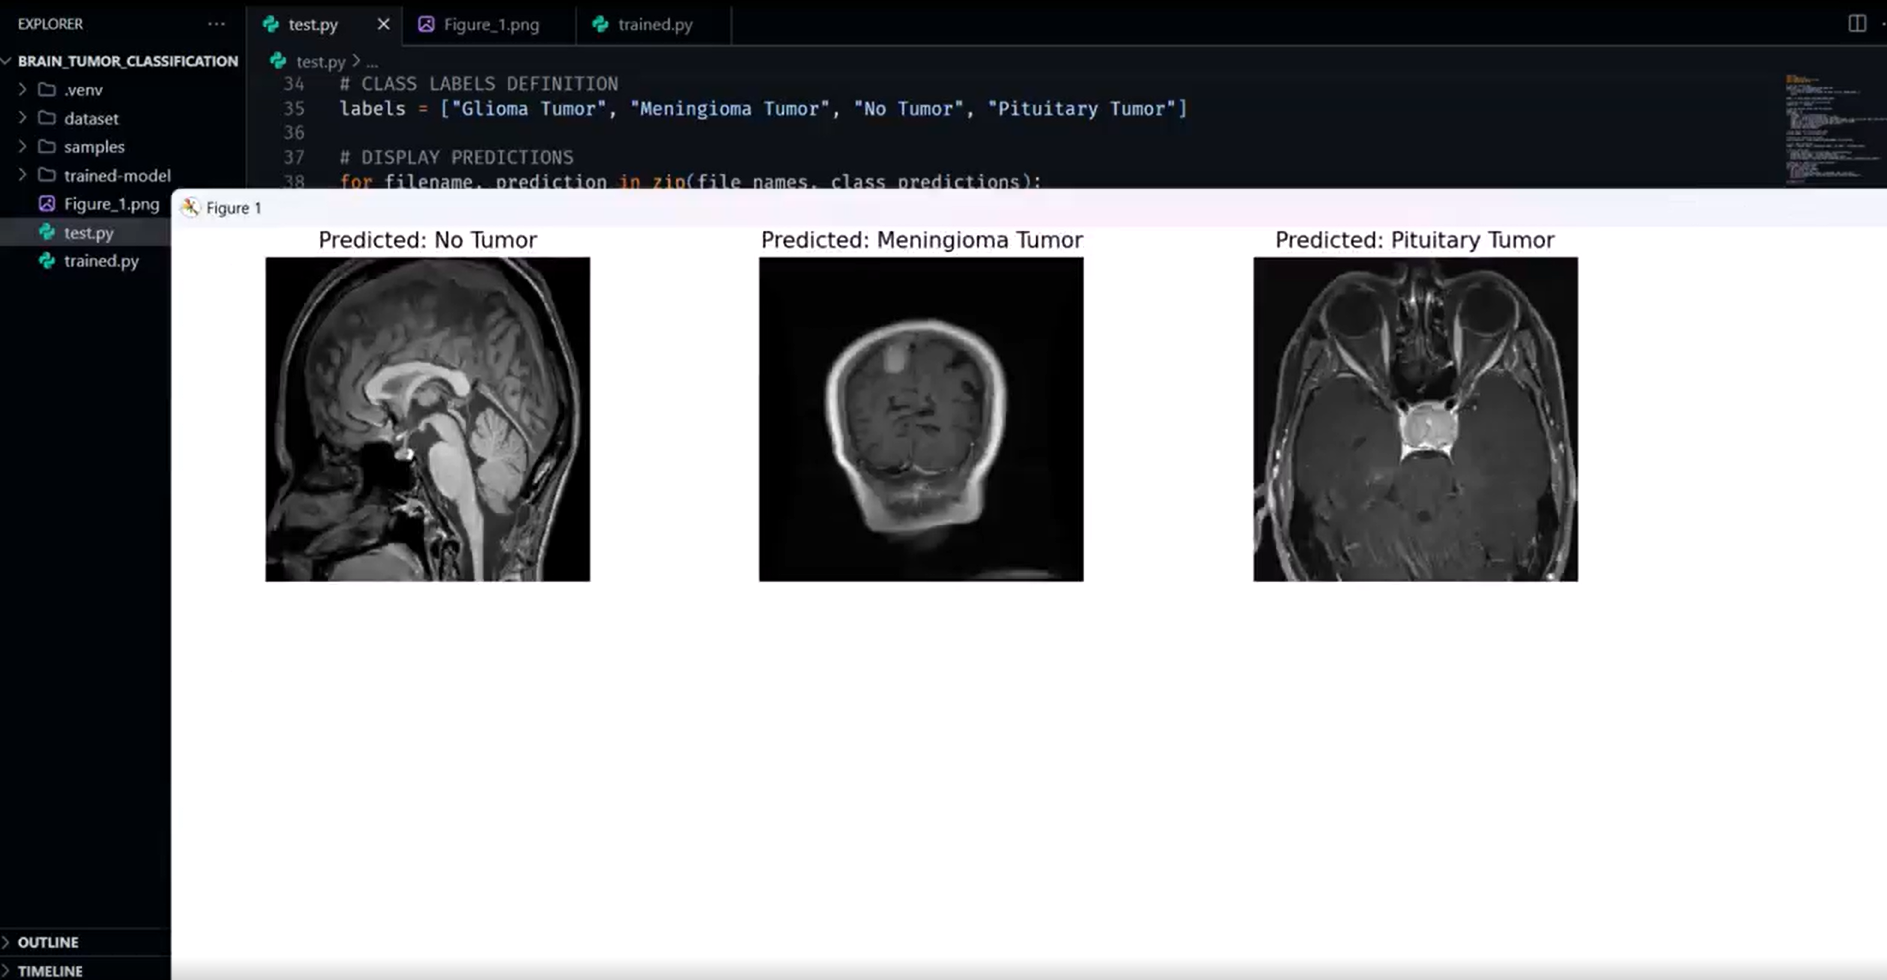 EXPLORER ...
test.py
Figure_1.png
trained.py
BRAIN_TUMOR_CLASSIFICATION
.venv
dataset
samples
trained-model
Figure_1.png
test.py
trained.py
test.py > ...
34 # CLASS LABELS DEFINITION
35 labels = ["Glioma Tumor", "Meningioma Tumor", "No Tumor", "Pituitary Tumor"]
36
37 # DISPLAY PREDICTIONS
38 for filename, prediction in zip(file_names, class_predictions):
Figure 1
Predicted: No Tumor
Predicted: Meningioma Tumor
Predicted: Pituitary Tumor
OUTLINE
TIMELINE